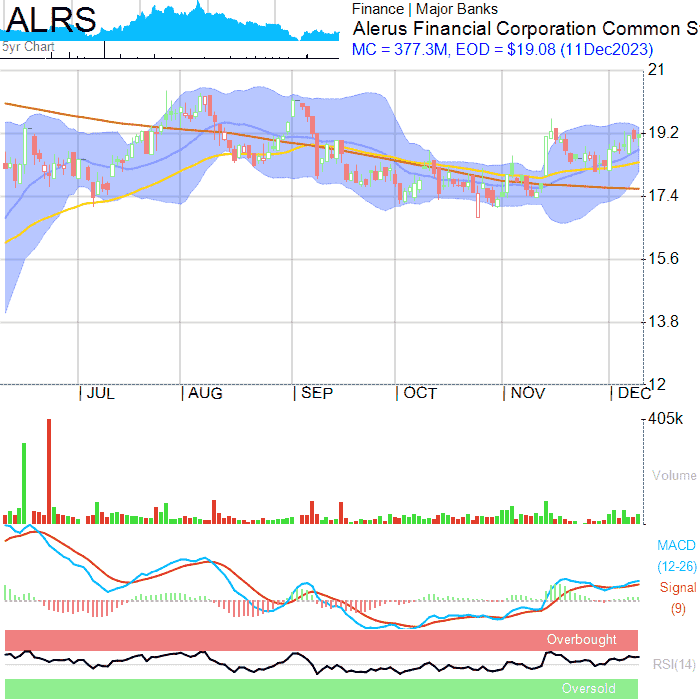 ALRS
5yr Chart
Finance | Major Banks
Alerus Financial Corporation Common S
MC = 377.3M, EOD = $19.08 (11Dec2023)
21
19.2
17.4
15.6
13.8
12
JUL AUG SEP OCT NOV DEC
405k
Volume
MACD
(12-26)
Signal
(9)
Overbought
RSI(14)
Oversold